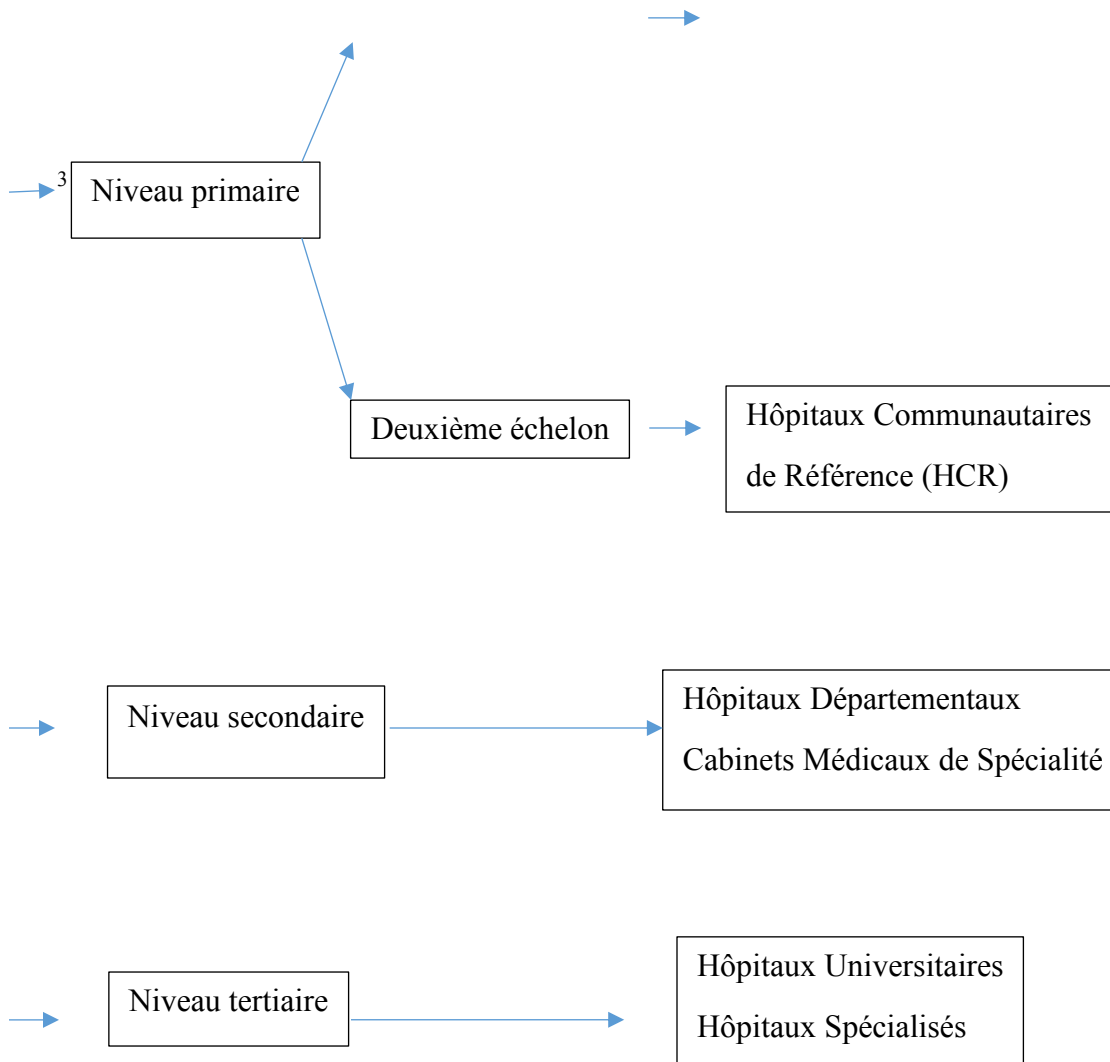 3
Niveau primaire
Deuxième échelon
Hôpitaux Communautaires
de Référence (HCR)
Niveau secondaire
Hôpitaux Départementaux
Cabinets Médicaux de Spécialité
Niveau tertiaire
Hôpitaux Universitaires
Hôpitaux Spécialisés